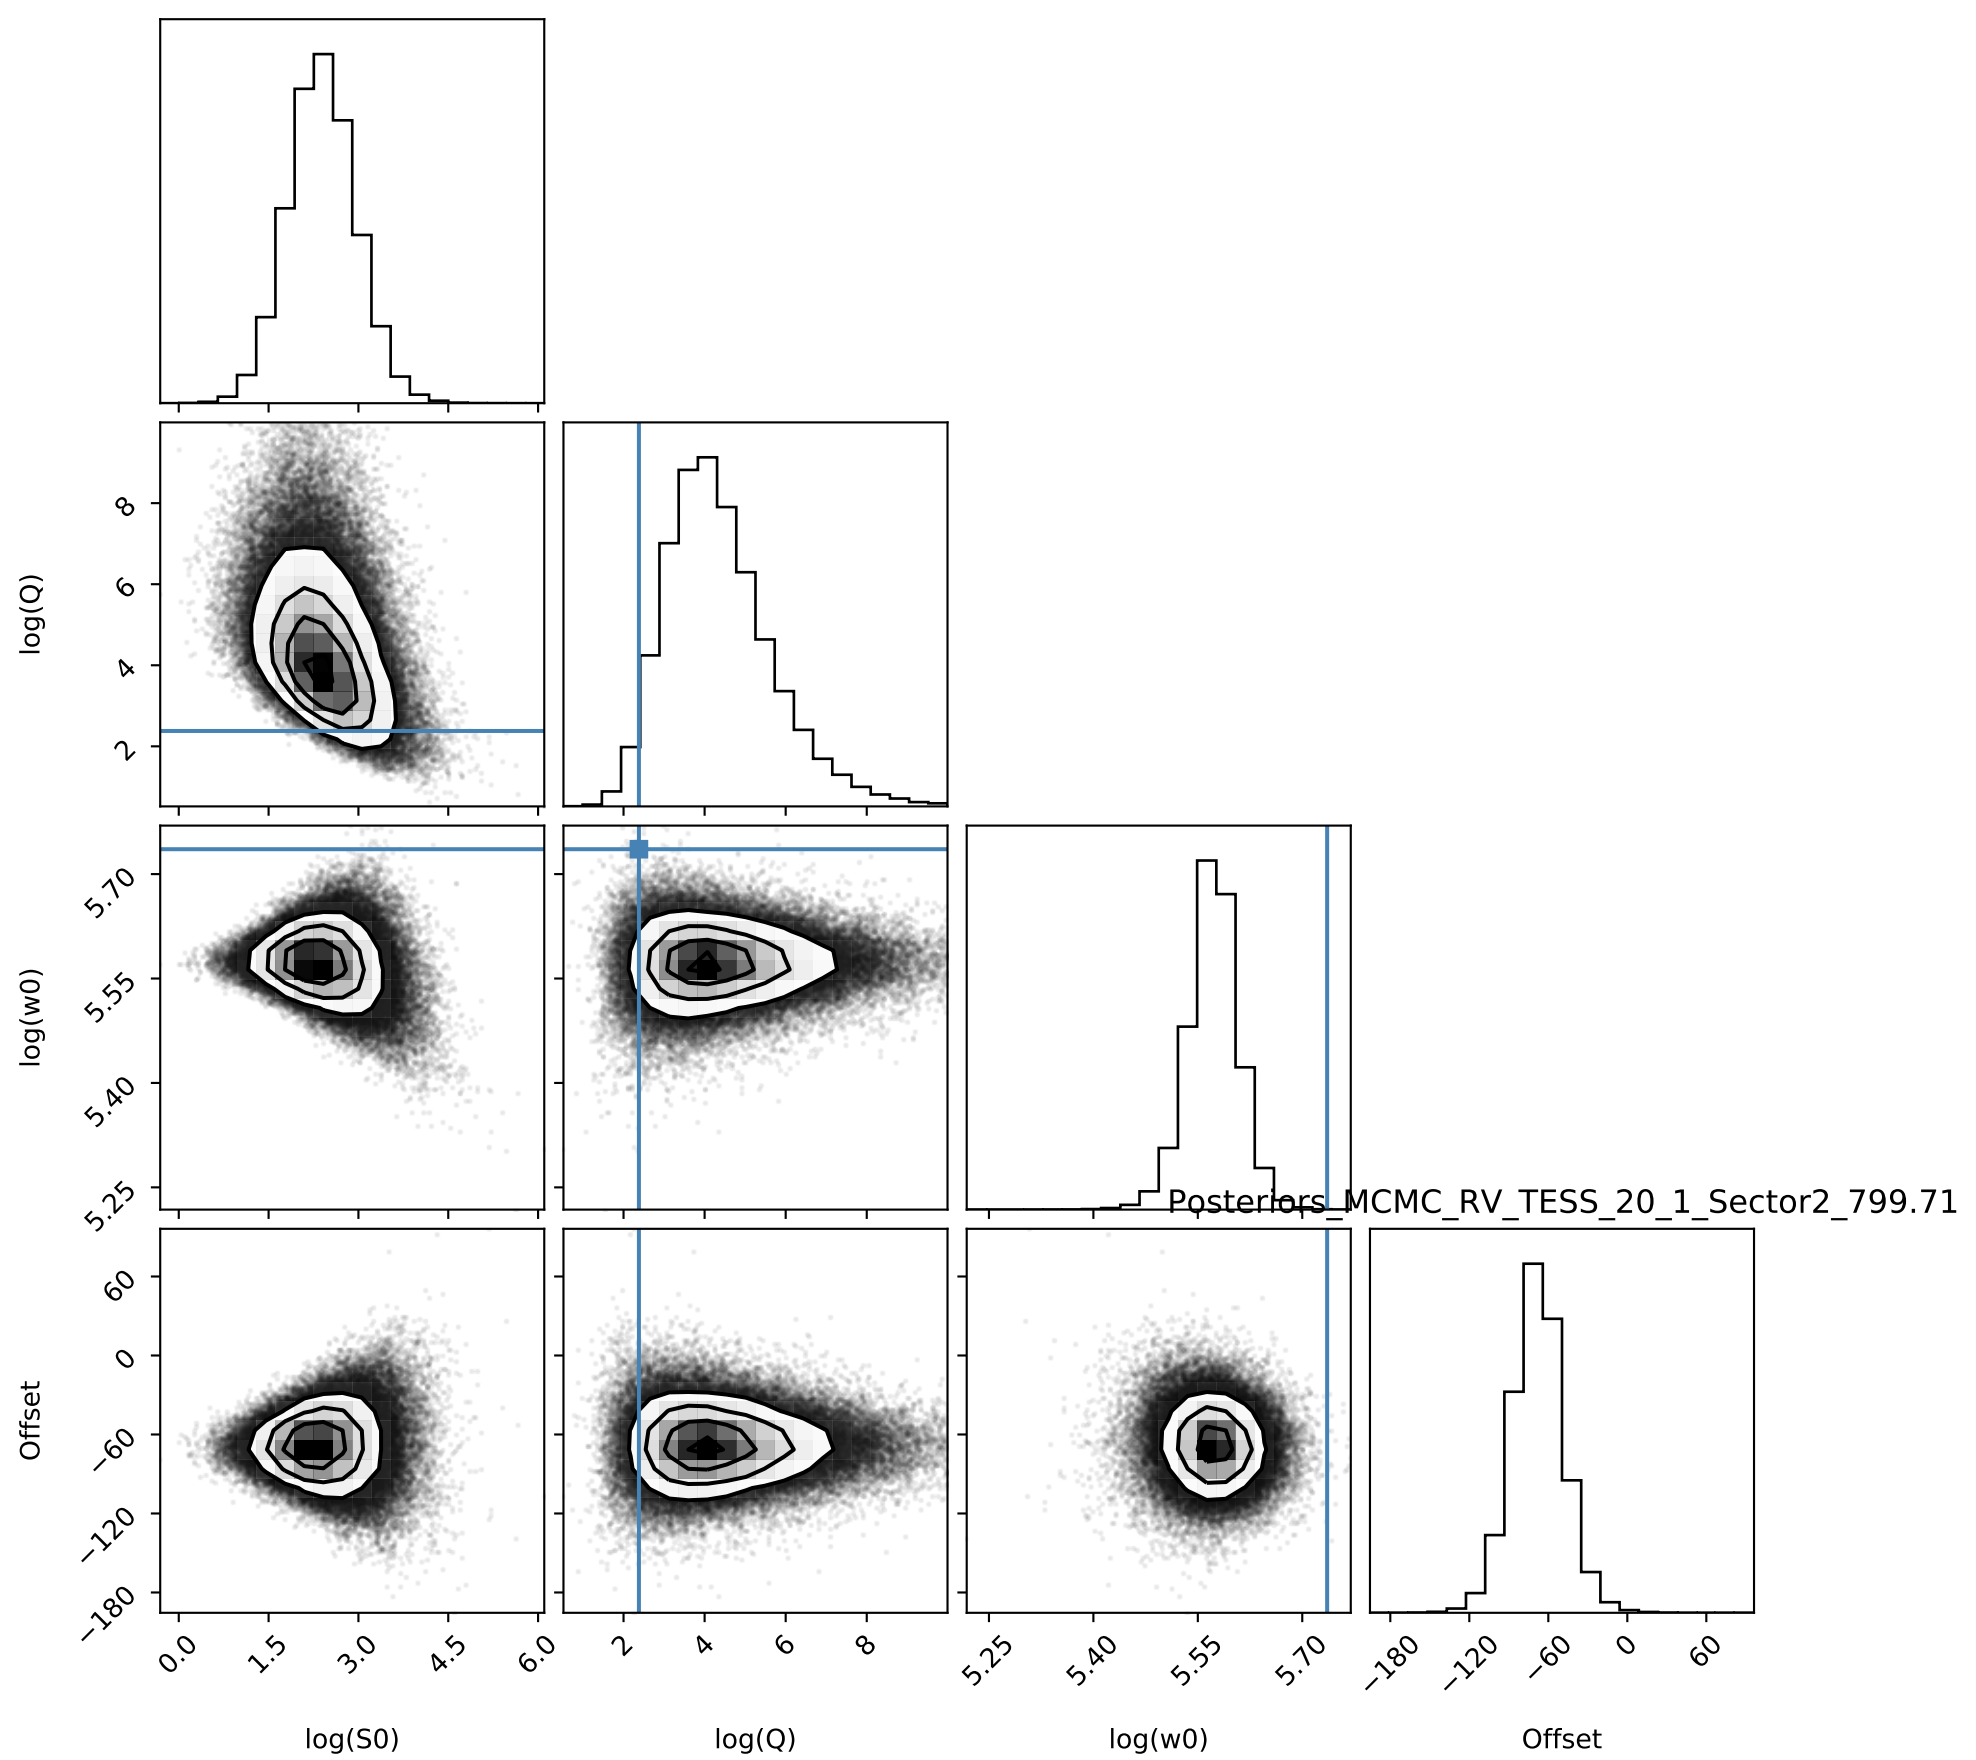 log(Q)
8
6
4
2
log(w0)
5.70
5.55
5.40
5.25
Posteriors_MCMC_RV_TESS_20_1_Sector2_799.71
Offset
60
0
−60
−120
−180
0.0 1.5 3.0 4.5 6.0 2 4 6 8 5.25 5.40 5.55 5.70 −180 −120 −60 0 60
log(S0) log(Q) log(w0) Offset